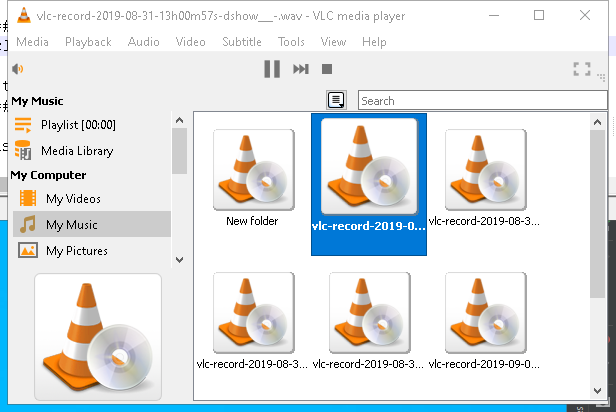 vlc-record-2019-08-31-13h00m57s-dshow___-.wav - VLC media player
Media Playback Audio Video Subtitle Tools View Help
My Music
Search
Playlist [00:00]
Media Library
My Computer
My Videos
My Music
My Pictures
New folder
vlc-record-2019-0...
vlc-record-2019-08-3...
vlc-record-2019-08-3...
vlc-record-2019-08-3...
vlc-record-2019-09-0...